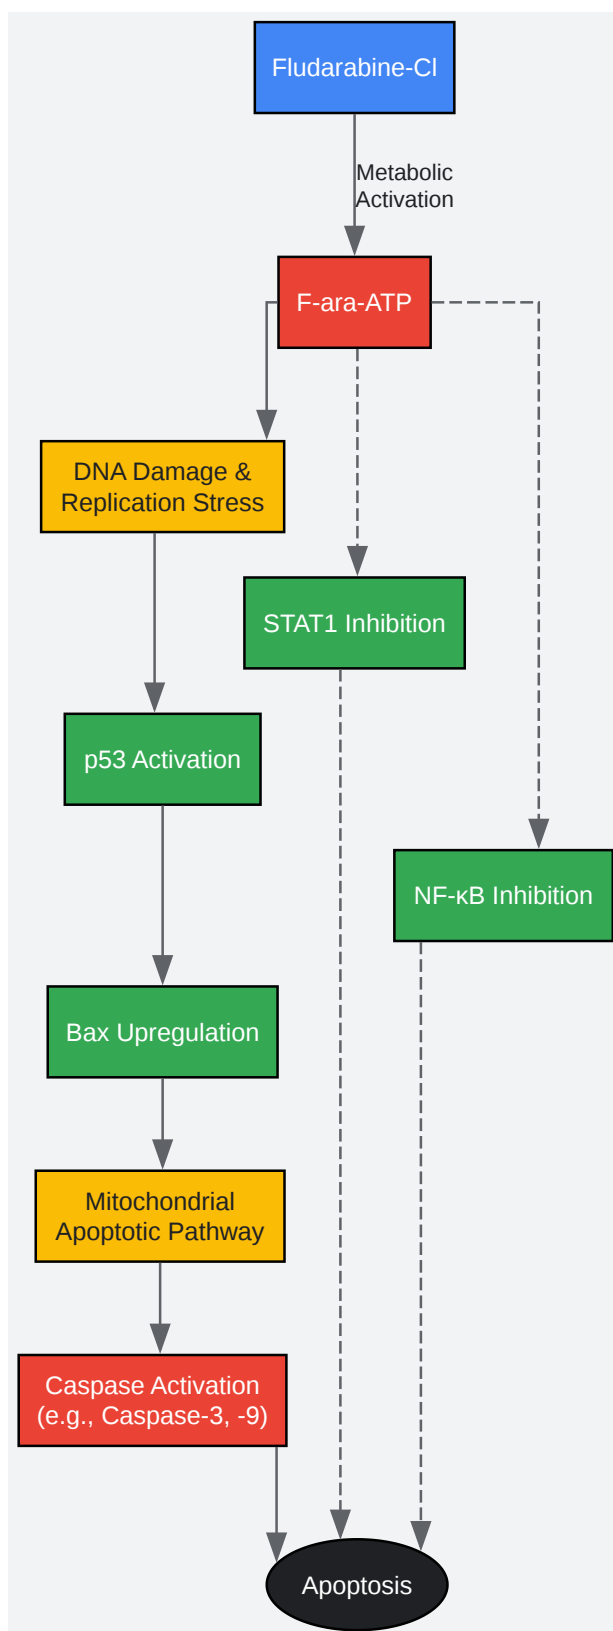 Fludarabine-Cl
Metabolic
Activation
F-ara-ATP
DNA Damage &
Replication Stress
STAT1 Inhibition
p53 Activation
NF-κB Inhibition
Bax Upregulation
Mitochondrial
Apoptotic Pathway
Caspase Activation
(e.g., Caspase-3, -9)
Apoptosis